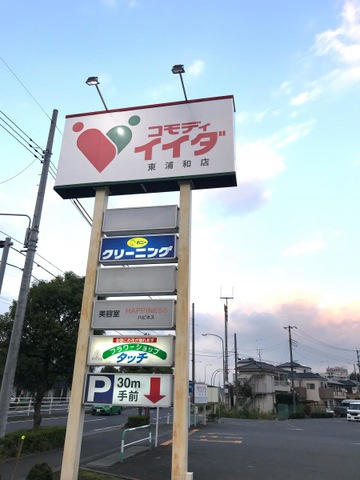 コモディ
イイダ
東浦和店
クリーニング
美容室 HAPPINESS
ハピネス
フラワーショップ
タッチ
P 30m
手前